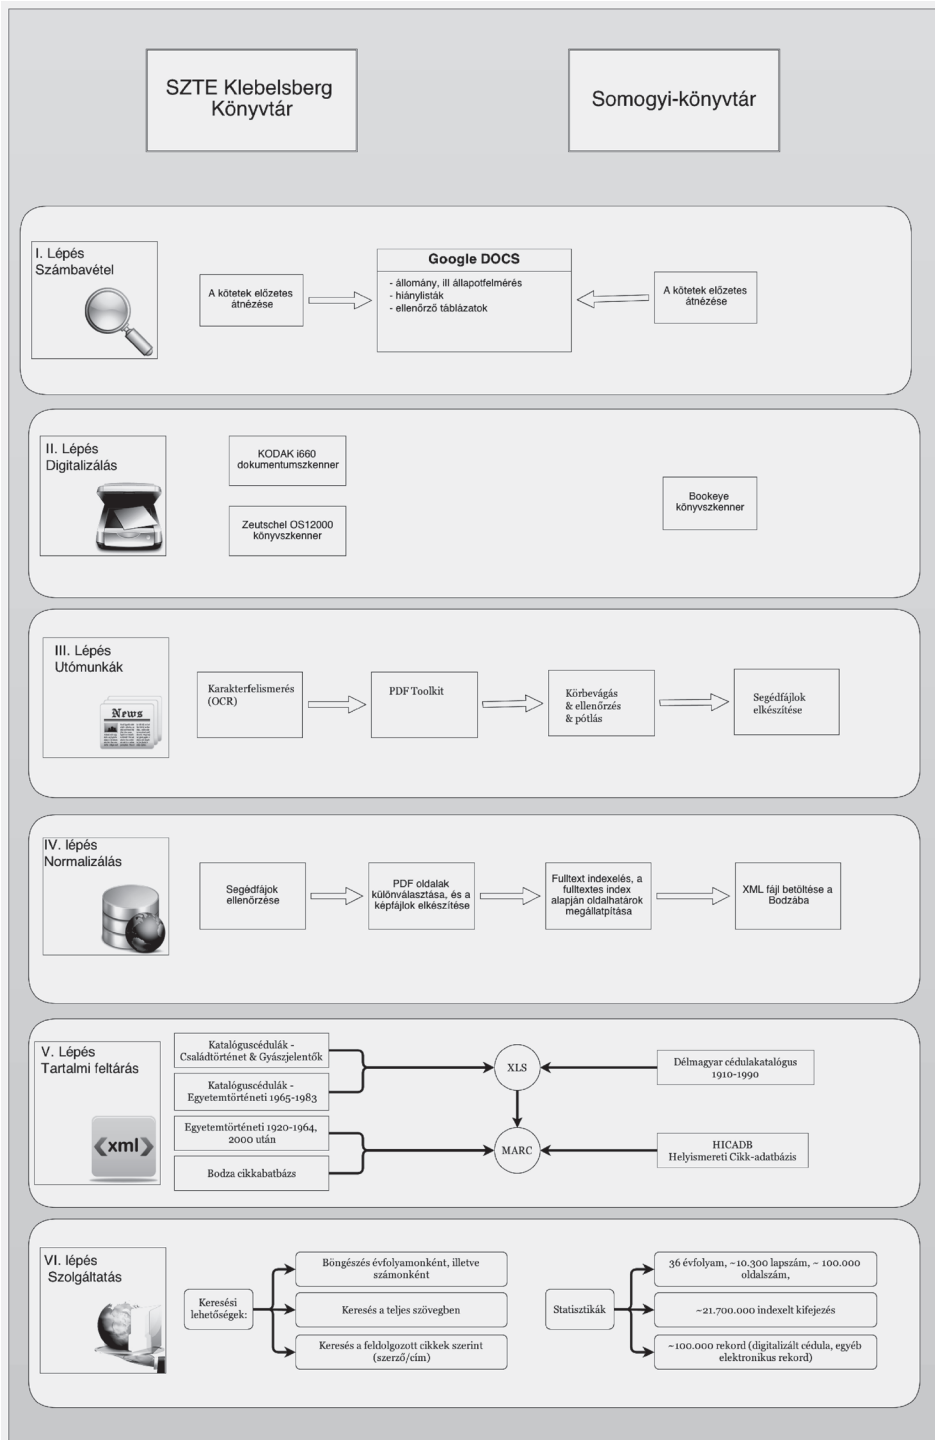 SZTE Klebelsberg
Könyvtár
Somogyi-könyvtár
I. Lépés
Számbavétel
A kötetek előzetes
átnézése
Google DOCS
- állomány, ill állapotfelmérés
- hiánylisták
- ellenőrző táblázatok
A kötetek előzetes
átnézése
II. Lépés
Digitalizálás
KODAK i660
dokumentumszkenner
Zeutschel OS12000
könyvszkenner
Bookeye
könyvszkenner
III. Lépés
Utómunkák
News
Karakterfelismerés
(OCR)
PDF Toolkit
Körbevágás
& ellenőrzés
& pótlás
Segédfájlok
elkészítése
IV. lépés
Normalizálás
Segédfájok
ellenőrzése
PDF oldalak
különválasztása, és a
képfájlok elkészítése
Fulltext indexelés, a
fulltextes index
alapján oldalhatárok
megállatpítása
XML fájl betöltése a
Bodzába
V. Lépés
Tartalmi feltárás
<xml>
Katalóguscédulák -
Családtörténet & Gyászjelentők
Katalóguscédulák -
Egyetemtörténeti 1965-1983
Egyetemtörténeti 1920-1964,
2000 után
Bodza cikkabatbázs
XLS
MARC
Délmagyar cédulakatalógus
1910-1990
HICADB
Helyismereti Cikk-adatbázis
VI. lépés
Szolgáltatás
Keresési
lehetőségek:
Böngészés évfolyamonként, illetve
számonként
Keresés a teljes szövegben
Keresés a feldolgozott cikkek szerint
(szerző/cím)
Statisztikák
36 évfolyam, ~10.300 lapszám, ~ 100.000
oldalszám,
~21.700.000 indexelt kifejezés
~100.000 rekord (digitalizált cédula, egyéb
elektronikus rekord)